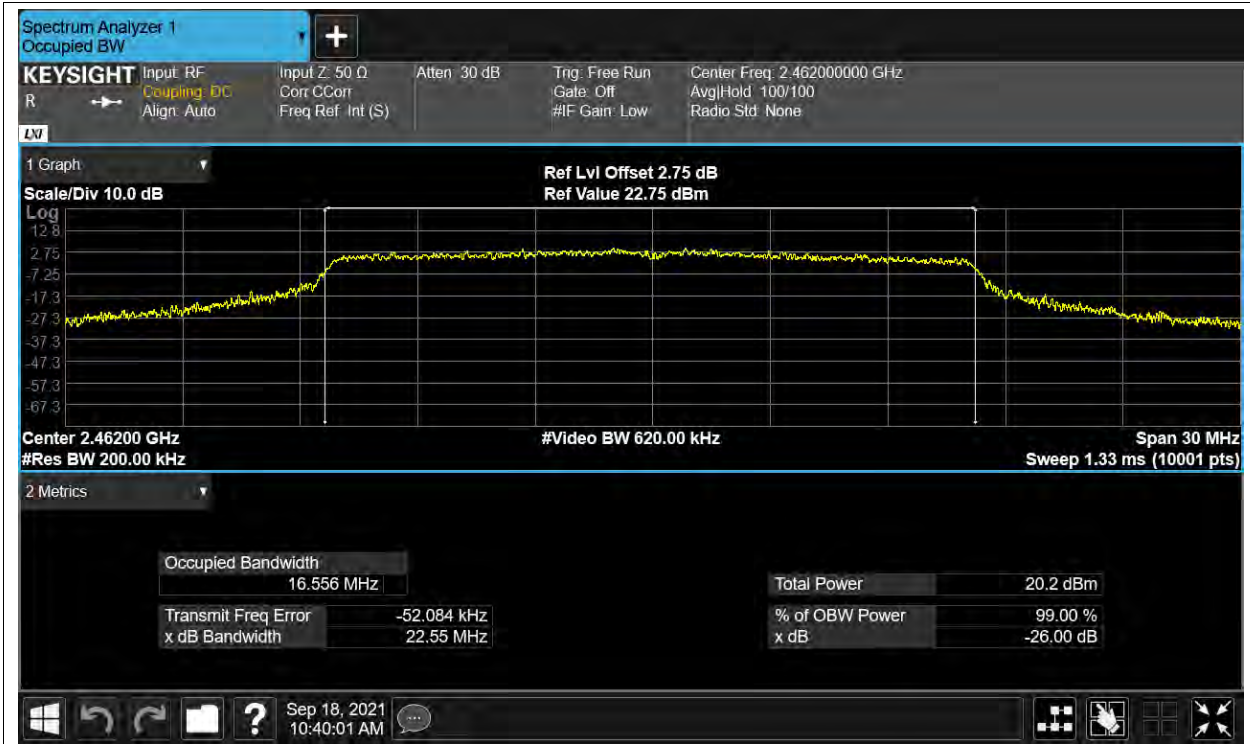 Spectrum Analyzer 1
Occupied BW
+
KEYSIGHT
R
LXI
Input: RF
Coupling: DC
Align: Auto
Input Z: 50 Ω
Corr CCorr
Freq Ref: Int (S)
Atten: 30 dB
Trig: Free Run
Gate: Off
#IF Gain: Low
Center Freq: 2.462000000 GHz
Avg|Hold: 100/100
Radio Std: None
1 Graph
Scale/Div 10.0 dB
Ref Lvl Offset 2.75 dB
Ref Value 22.75 dBm
Log
12.8
2.75
-7.25
-17.3
-27.3
-37.3
-47.3
-57.3
-67.3
Center 2.46200 GHz
#Res BW 200.00 kHz
#Video BW 620.00 kHz
Span 30 MHz
Sweep 1.33 ms (10001 pts)
2 Metrics
Occupied Bandwidth
16.556 MHz
Transmit Freq Error -52.084 kHz
x dB Bandwidth 22.55 MHz
Total Power 20.2 dBm
% of OBW Power 99.00 %
x dB -26.00 dB
?
Sep 18, 2021
10:40:01 AM